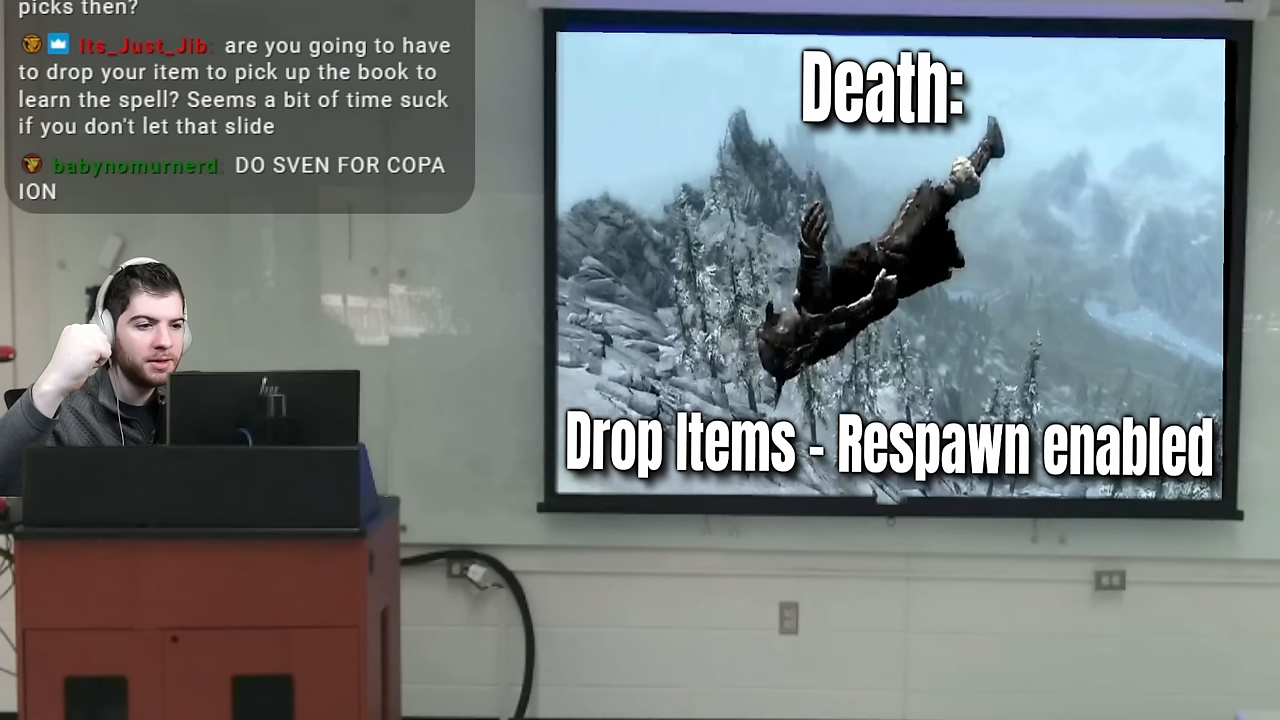 picks then?
Its_Just_Jib: are you going to have
to drop your item to pick up the book to
learn the spell? Seems a bit of time suck
if you don't let that slide
babynomurnerd: DO SVEN FOR COPA
ION
Death:
Drop Items - Respawn enabled